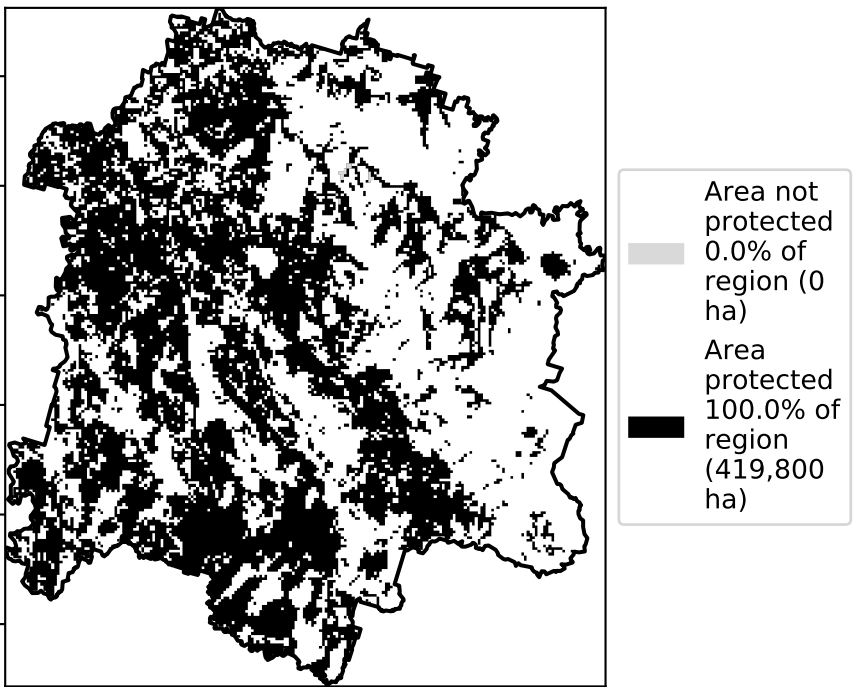 Area not
protected
0.0% of
region (0
ha)
Area
protected
100.0% of
region
(419,800
ha)